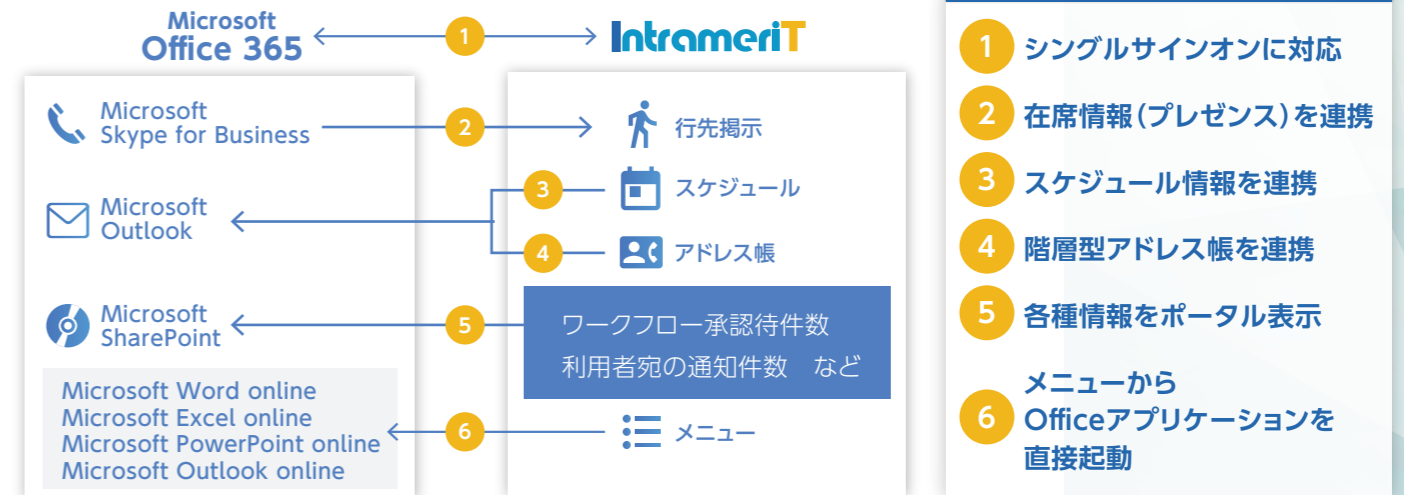 Microsoft
Office 365
1
IntrameriT
Microsoft
Skype for Business
2
行先掲示
Microsoft
Outlook
3
スケジュール
4
アドレス帳
Microsoft
SharePoint
5
ワークフロー承認待件数
利用者宛の通知件数　など
Microsoft Word online
Microsoft Excel online
Microsoft PowerPoint online
Microsoft Outlook online
6
メニュー
1 シングルサインオンに対応
2 在席情報（プレゼンス）を連携
3 スケジュール情報を連携
4 階層型アドレス帳を連携
5 各種情報をポータル表示
6 メニューから
Officeアプリケーションを
直接起動